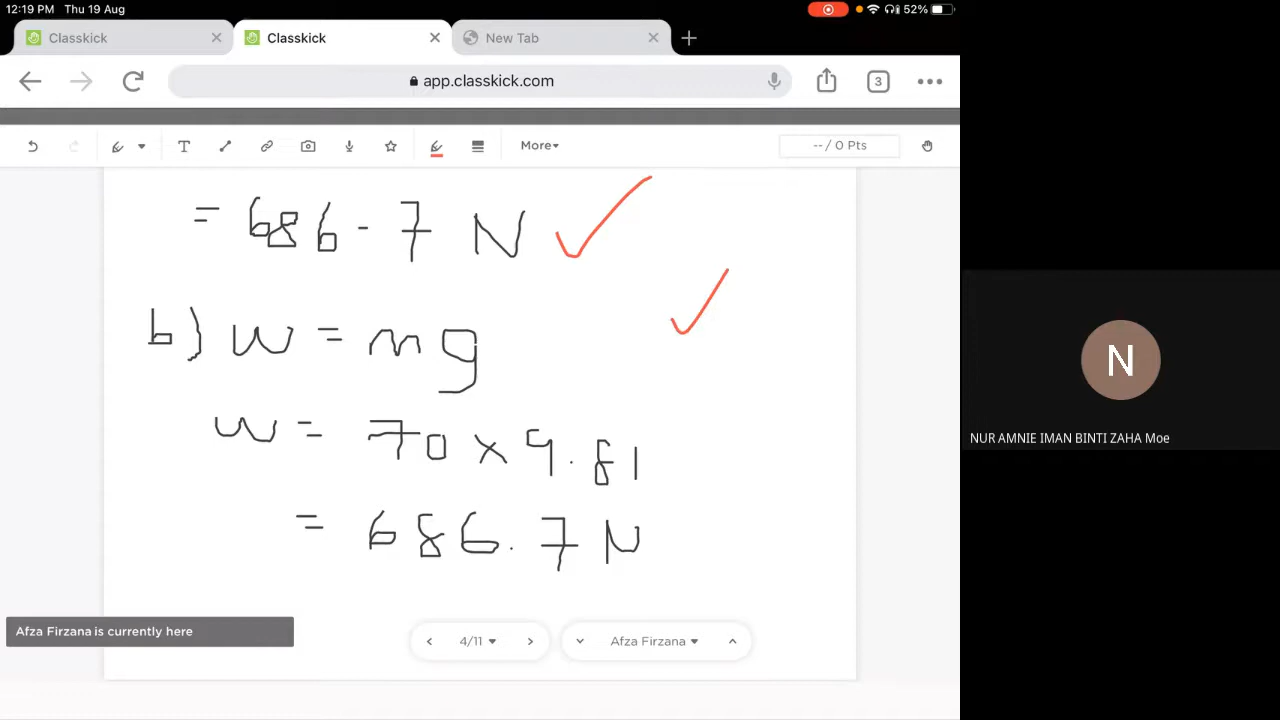 12:19 PM Thu 19 Aug 52%
Classkick Classkick New Tab
app.classkick.com 3
T More -- / 0 Pts
= 686.7 N
b) W = mg
W = 70 x 9.81
= 686.7 N
N
NUR AMNIE IMAN BINTI ZAHA Moe
Afza Firzana is currently here
4/11 Afza Firzana